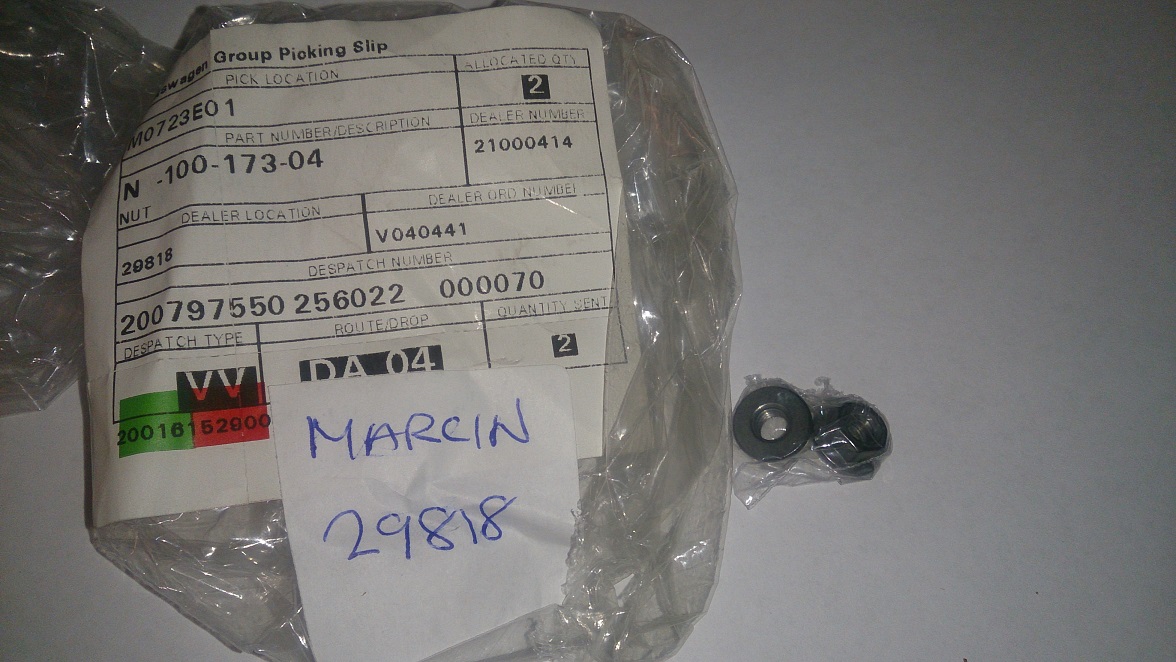 Group Picking Slip
PICK LOCATION
M0723E01
ALLOCATED QTY
2
PART NUMBER/DESCRIPTION
N -100-173-04
NUT
DEALER NUMBER
21000414
DEALER LOCATION
29818
DEALER ORD NUMBER
V040441
DESPATCH NUMBER
200797550 256022 000070
DESPATCH TYPE
VV
20016152900
ROUTE/DROP
DA 04
QUANTITY SENT
2
MARCIN
29818